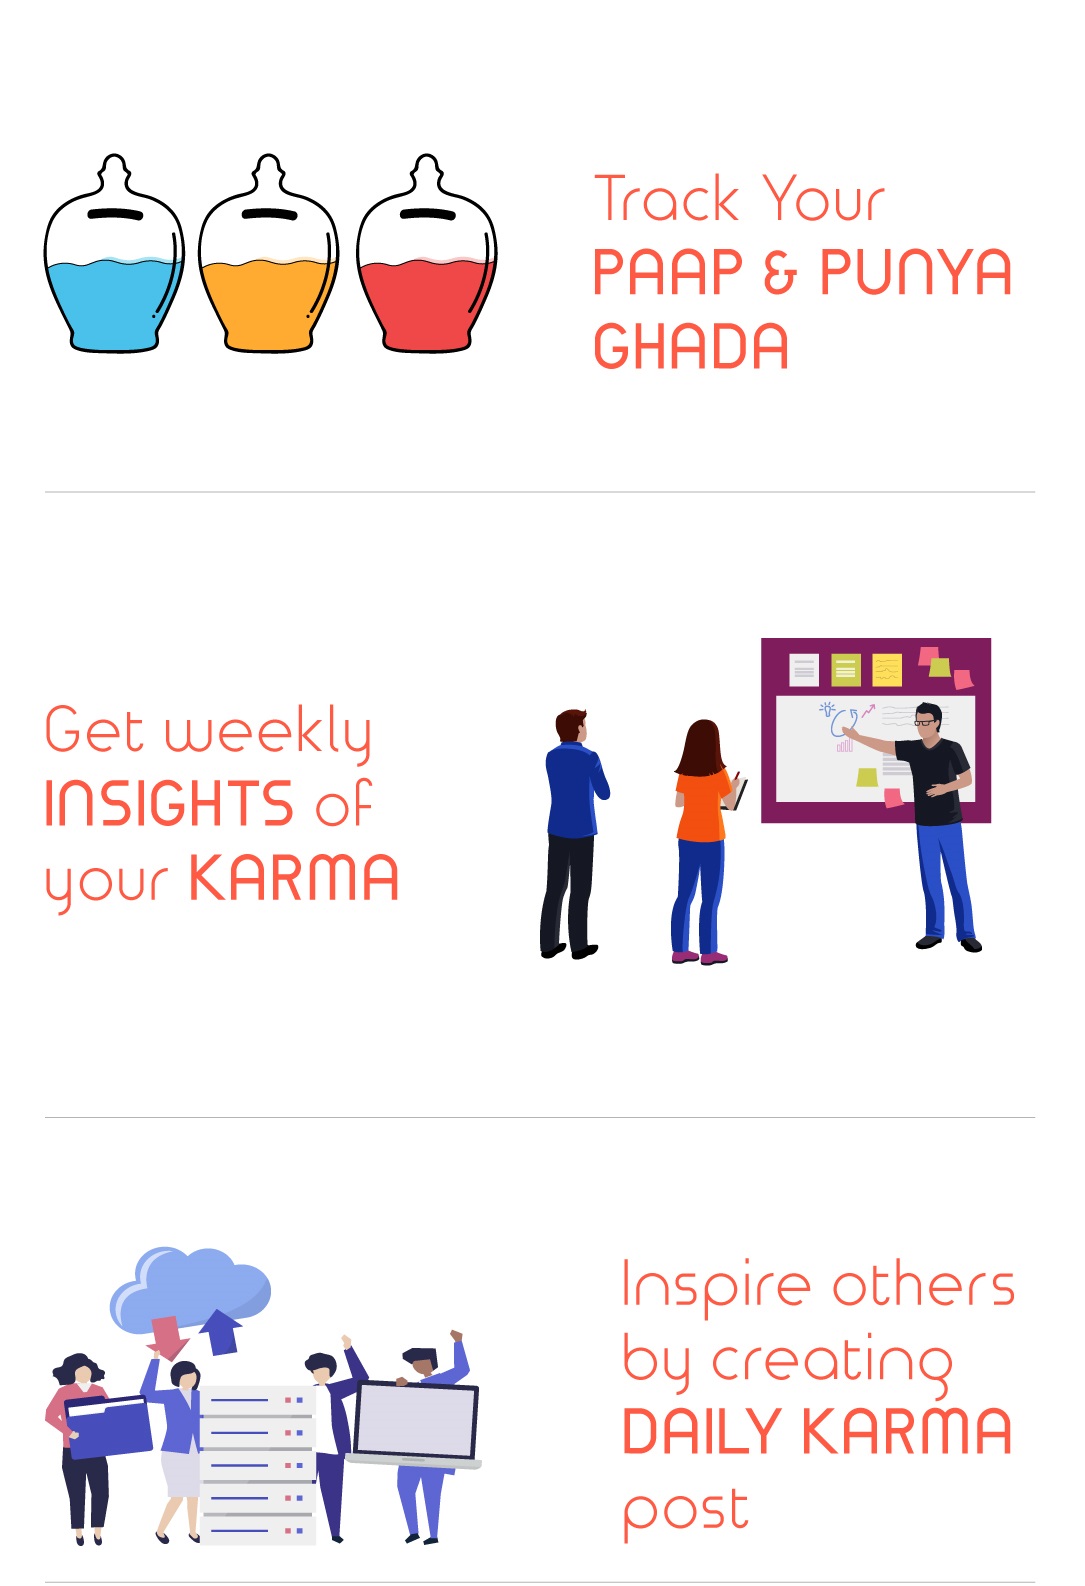 Track Your
PAAP & PUNYA
GHADA
Get weekly
INSIGHTS of
your KARMA
Inspire others
by creating
DAILY KARMA
post